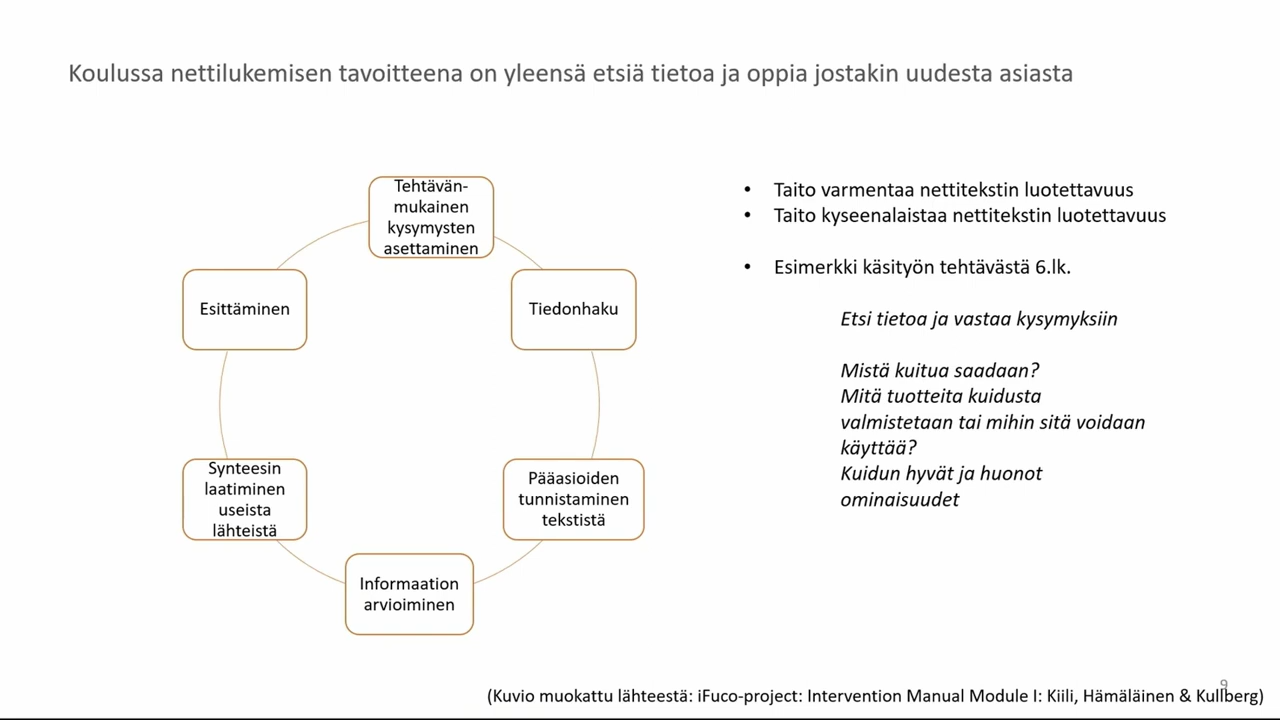 Koulussa nettilukemisen tavoitteena on yleensä etsiä tietoa ja oppia jostakin uudesta asiasta
Tehtävän-
mukainen
kysymysten
asettaminen
Tiedonhaku
Pääasioiden
tunnistaminen
tekstistä
Informaation
arvioiminen
Synteesin
laatiminen
useista
lähteistä
Esittäminen
• Taito varmentaa nettitekstin luotettavuus
• Taito kyseenalaistaa nettitekstin luotettavuus
• Esimerkki käsityön tehtävästä 6.lk.
Etsi tietoa ja vastaa kysymyksiin
Mistä kuitua saadaan?
Mitä tuotteita kuidusta
valmistetaan tai mihin sitä voidaan
käyttää?
Kuidun hyvät ja huonot
ominaisuudet
9
(Kuvio muokattu lähteestä: iFuco-project: Intervention Manual Module I: Kiili, Hämäläinen & Kullberg)